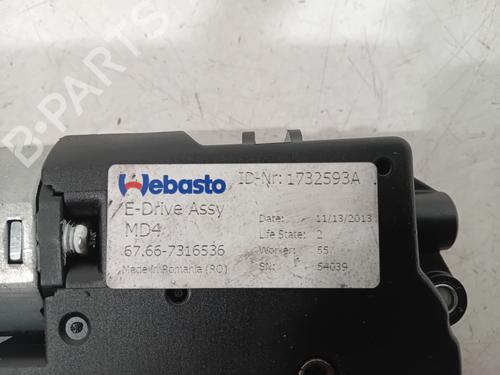 Webasto
ID-Nr: 1732593A
E-Drive Assy
MD4
67.66-7316536
Made in Romania (RO)
Date: 11/13/2013
Life State: 2
Worker: 55
SN: 54039
B-PARTS